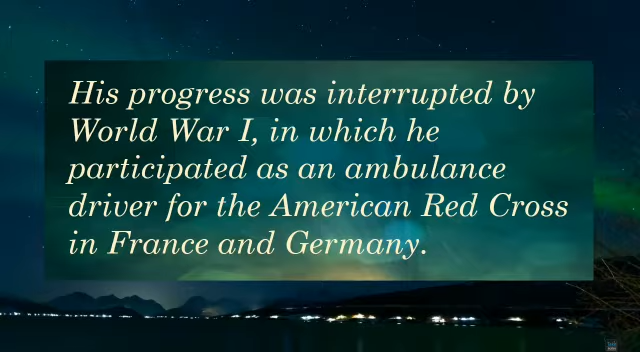 His progress was interrupted by
World War I, in which he
participated as an ambulance
driver for the American Red Cross
in France and Germany.